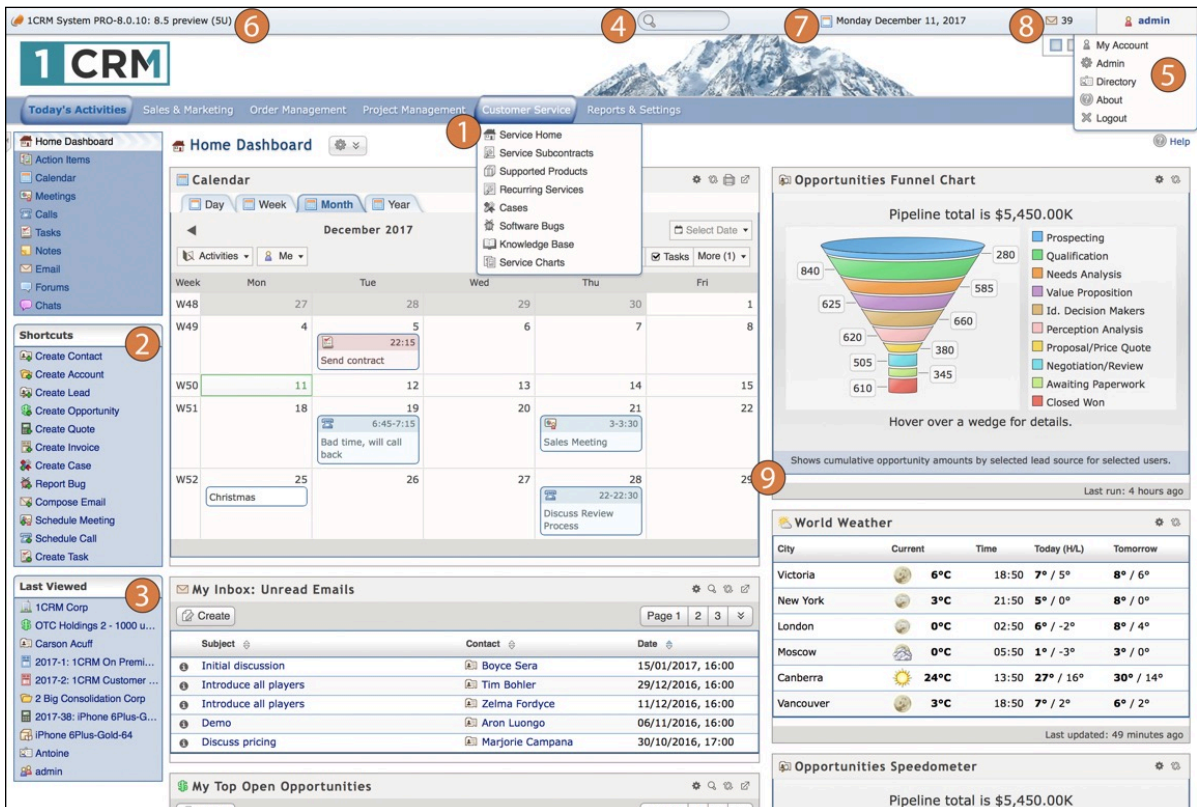 1CRM System PRO-8.0.10: 8.5 preview (5U)
6
4
7
Monday December 11, 2017
8
39
admin
1CRM
My Account
Admin
Directory
About
Logout
5
Today's Activities
Sales & Marketing
Order Management
Project Management
Customer Service
Reports & Settings
1
Service Home
Service Subcontracts
Supported Products
Recurring Services
Cases
Software Bugs
Knowledge Base
Service Charts
Help
Home Dashboard
Action Items
Calendar
Meetings
Calls
Tasks
Notes
Email
Forums
Chats
Shortcuts
2
Create Contact
Create Account
Create Lead
Create Opportunity
Create Quote
Create Invoice
Create Case
Report Bug
Compose Email
Schedule Meeting
Schedule Call
Create Task
Last Viewed
3
1CRM Corp
OTC Holdings 2 - 1000 u...
Carson Acuff
2017-1: 1CRM On Premi...
2017-2: 1CRM Customer ...
2 Big Consolidation Corp
2017-38: iPhone 6Plus-G...
iPhone 6Plus-Gold-64
Antoine
admin
Home Dashboard
Calendar
Day
Week
Month
Year
December 2017
Select Date
Activities
Me
Tasks
More (1)
Week Mon Tue Wed Thu Fri
W48 27 28 29 30 1
W49 4 5 6 7 8
22:15
Send contract
W50 11 12 13 14 15
W51 18 19 20 21 22
6:45-7:15
Bad time, will call
back
3-3:30
Sales Meeting
W52 25 26 27 28 29
Christmas
22-22:30
Discuss Review
Process
9
My Inbox: Unread Emails
Create
Page 1 2 3
Subject Contact Date
Initial discussion Boyce Sera 15/01/2017, 16:00
Introduce all players Tim Bohler 29/12/2016, 16:00
Introduce all players Zelma Fordyce 11/12/2016, 16:00
Demo Aron Luongo 06/11/2016, 16:00
Discuss pricing Marjorie Campana 30/10/2016, 17:00
My Top Open Opportunities
Opportunities Funnel Chart
Pipeline total is $5,450.00K
280
840
585
625
660
620
380
505
345
610
Prospecting
Qualification
Needs Analysis
Value Proposition
Id. Decision Makers
Perception Analysis
Proposal/Price Quote
Negotiation/Review
Awaiting Paperwork
Closed Won
Hover over a wedge for details.
Shows cumulative opportunity amounts by selected lead source for selected users.
Last run: 4 hours ago
World Weather
City Current Time Today (H/L) Tomorrow
Victoria 6°C 18:50 7° / 5° 8° / 6°
New York 3°C 21:50 5° / 0° 8° / 0°
London 0°C 02:50 6° / -2° 8° / 4°
Moscow 0°C 05:50 1° / -3° 3° / 0°
Canberra 24°C 13:50 27° / 16° 30° / 14°
Vancouver 3°C 18:50 7° / 2° 6° / 2°
Last updated: 49 minutes ago
Opportunities Speedometer
Pipeline total is $5,450.00K